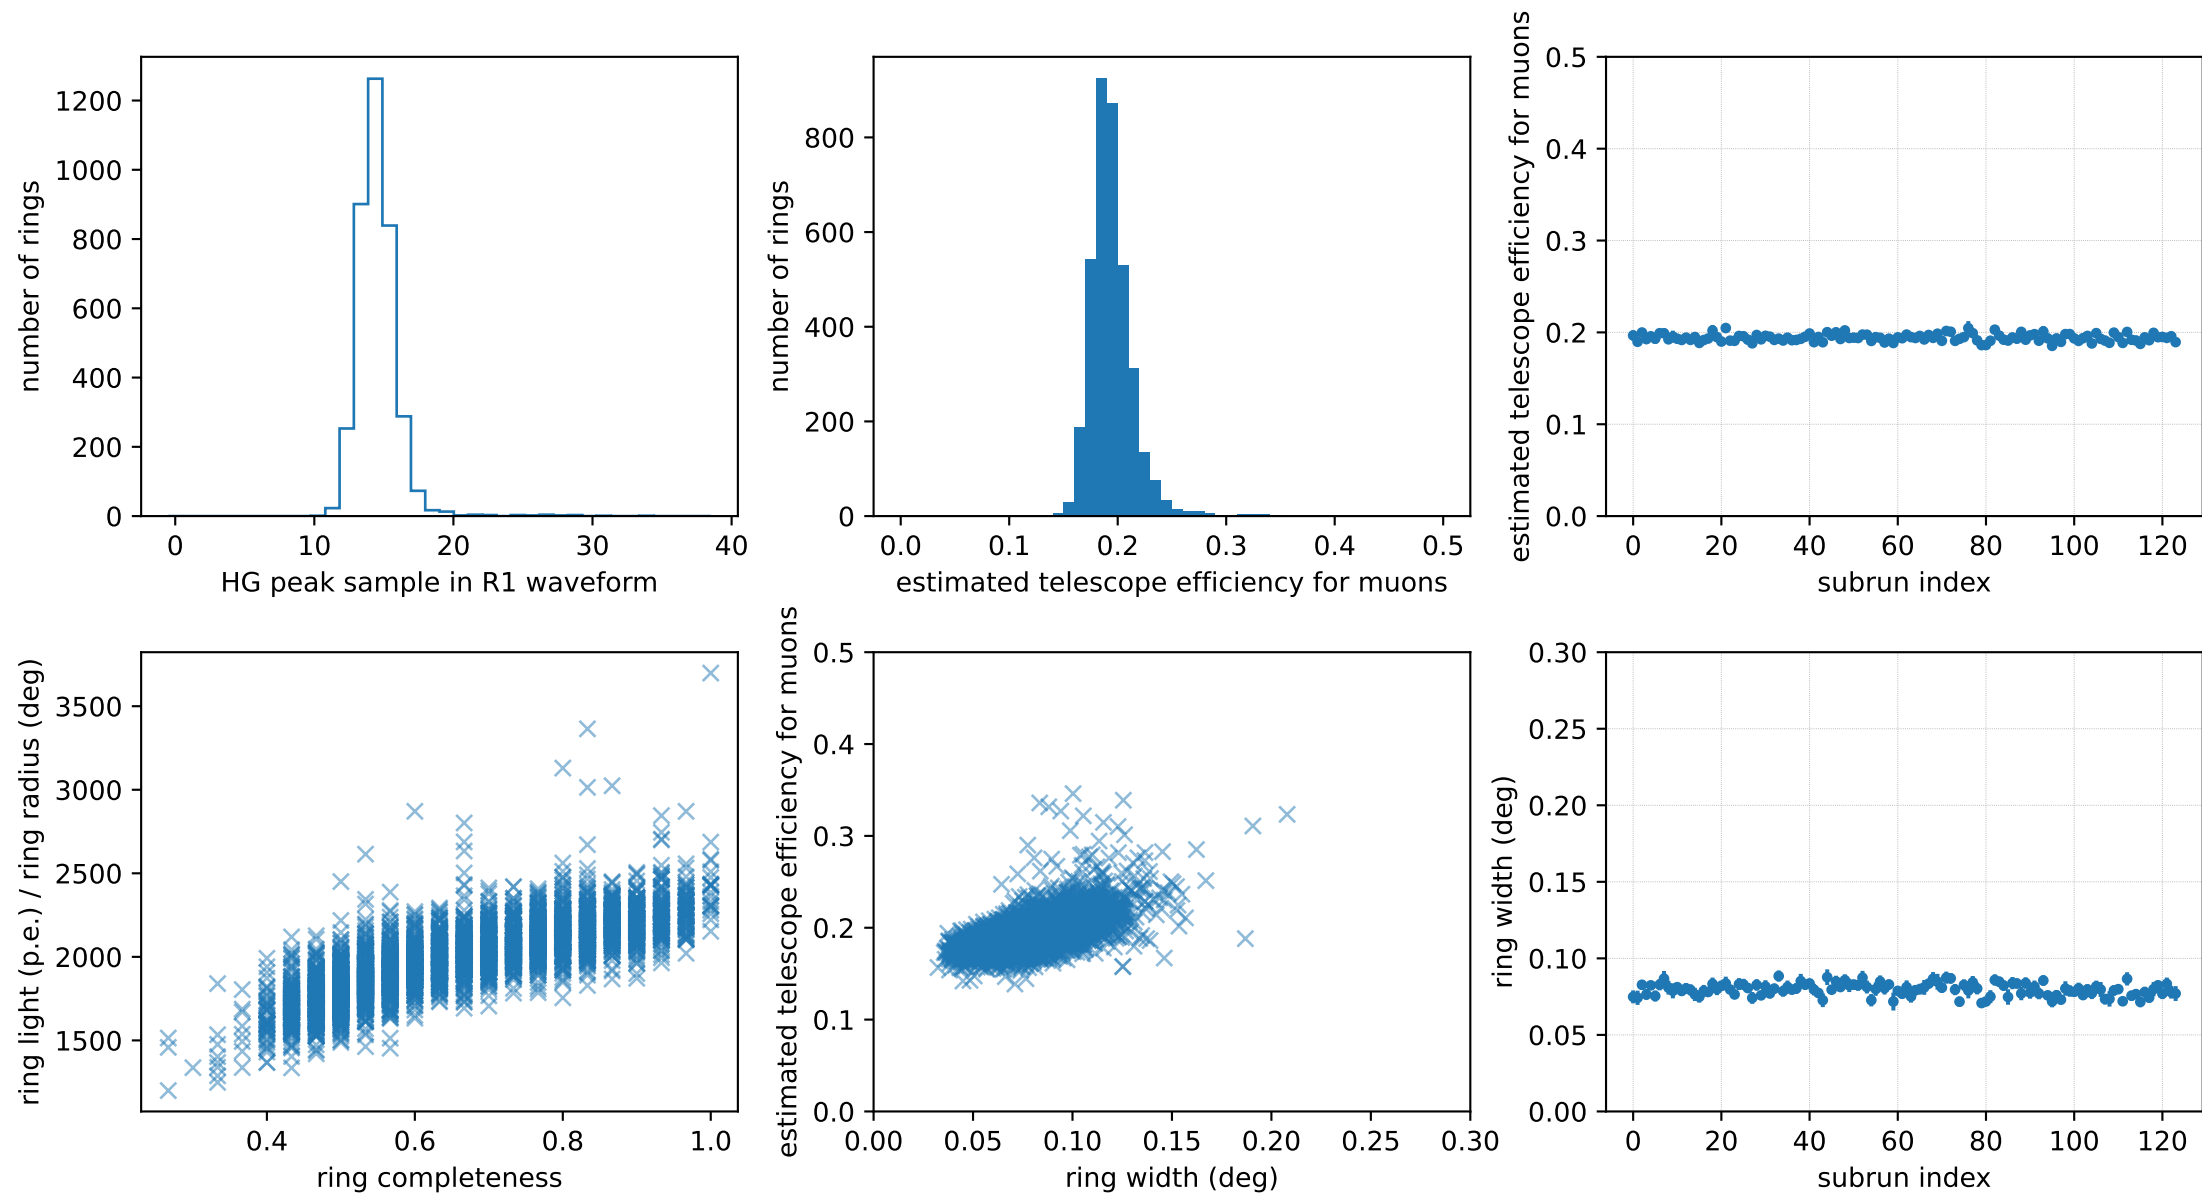 number of rings
1200
1000
800
600
400
200
0
0 10 20 30 40
HG peak sample in R1 waveform
number of rings
800
600
400
200
0
0.0 0.1 0.2 0.3 0.4 0.5
estimated telescope efficiency for muons
estimated telescope efficiency for muons
0.5
0.4
0.3
0.2
0.1
0.0
0 20 40 60 80 100 120
subrun index
ring light (p.e.) / ring radius (deg)
3500
3000
2500
2000
1500
0.4 0.6 0.8 1.0
ring completeness
estimated telescope efficiency for muons
0.5
0.4
0.3
0.2
0.1
0.0
0.00 0.05 0.10 0.15 0.20 0.25 0.30
ring width (deg)
ring width (deg)
0.30
0.25
0.20
0.15
0.10
0.05
0.00
0 20 40 60 80 100 120
subrun index